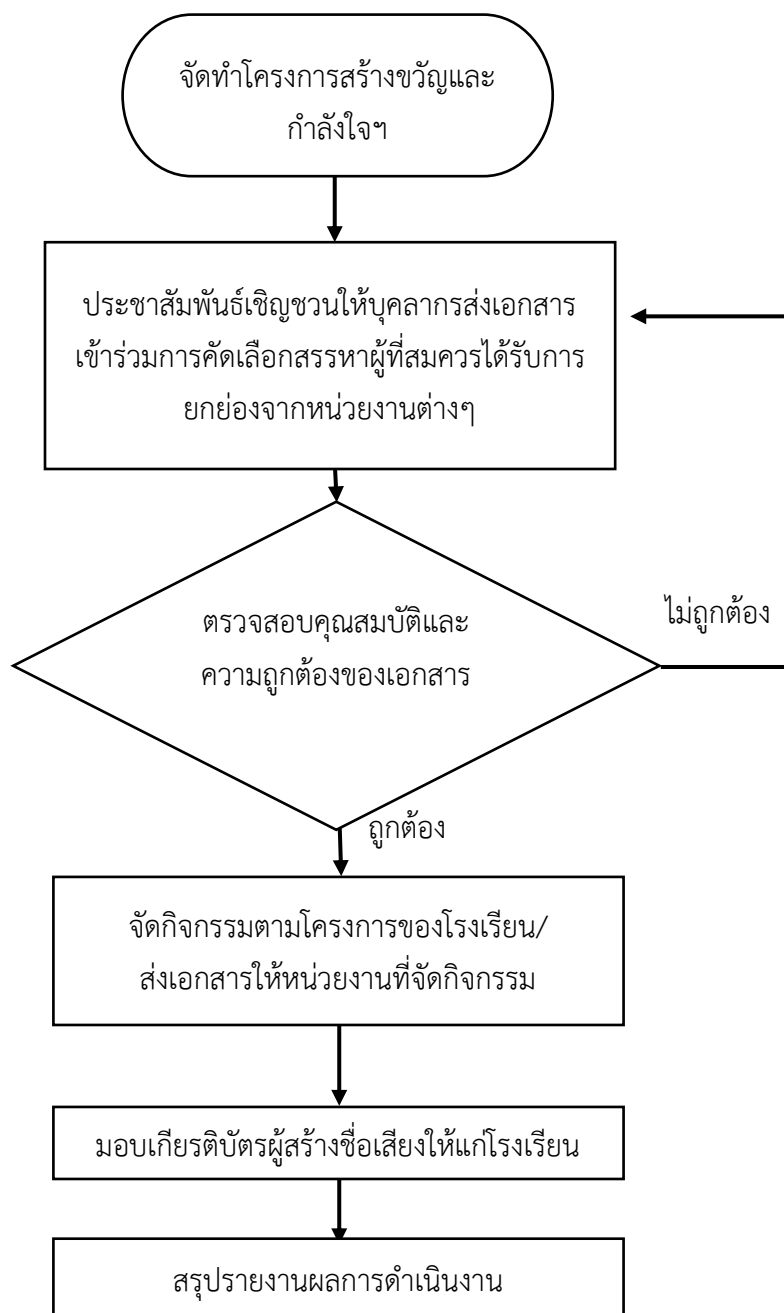 จัดทำโครงการสร้างขวัญและ
กำลังใจฯ
ประชาสัมพันธ์เชิญชวนให้บุคลากรส่งเอกสาร
เข้าร่วมการคัดเลือกสรรหาผู้ที่สมควรได้รับการ
ยกย่องจากหน่วยงานต่างๆ
ตรวจสอบคุณสมบัติและ
ความถูกต้องของเอกสาร
ไม่ถูกต้อง
ถูกต้อง
จัดกิจกรรมตามโครงการของโรงเรียน/
ส่งเอกสารให้หน่วยงานที่จัดกิจกรรม
มอบเกียรติบัตรผู้สร้างชื่อเสียงให้แก่โรงเรียน
สรุปรายงานผลการดำเนินงาน